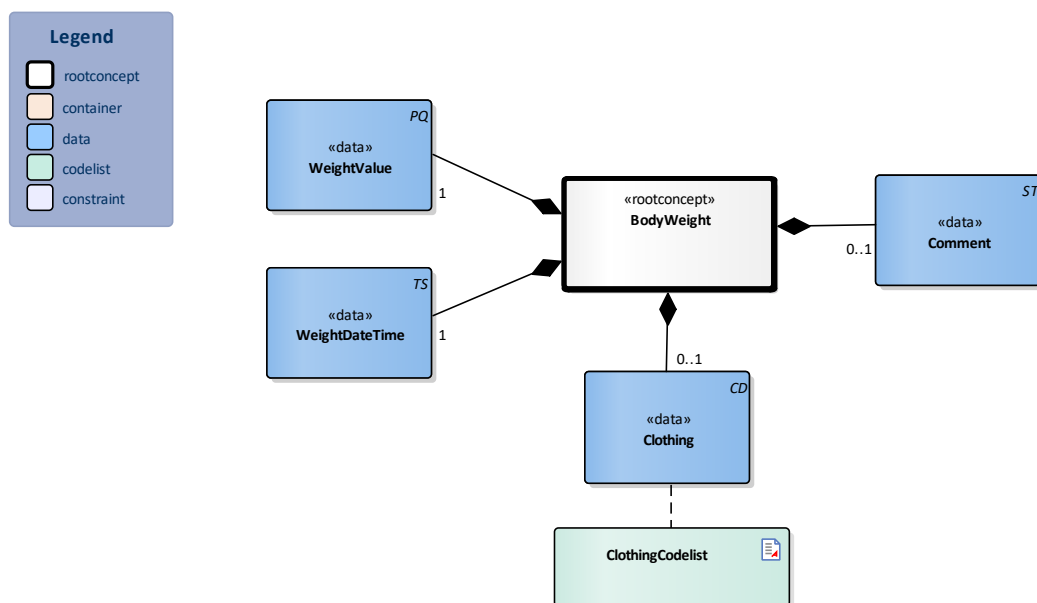 Legend
rootconcept
container
data
codelist
constraint
PQ
«data»
WeightValue
1
«rootconcept»
BodyWeight
ST
«data»
Comment
0..1
TS
«data»
WeightDateTime
1
0..1
CD
«data»
Clothing
ClothingCodelist